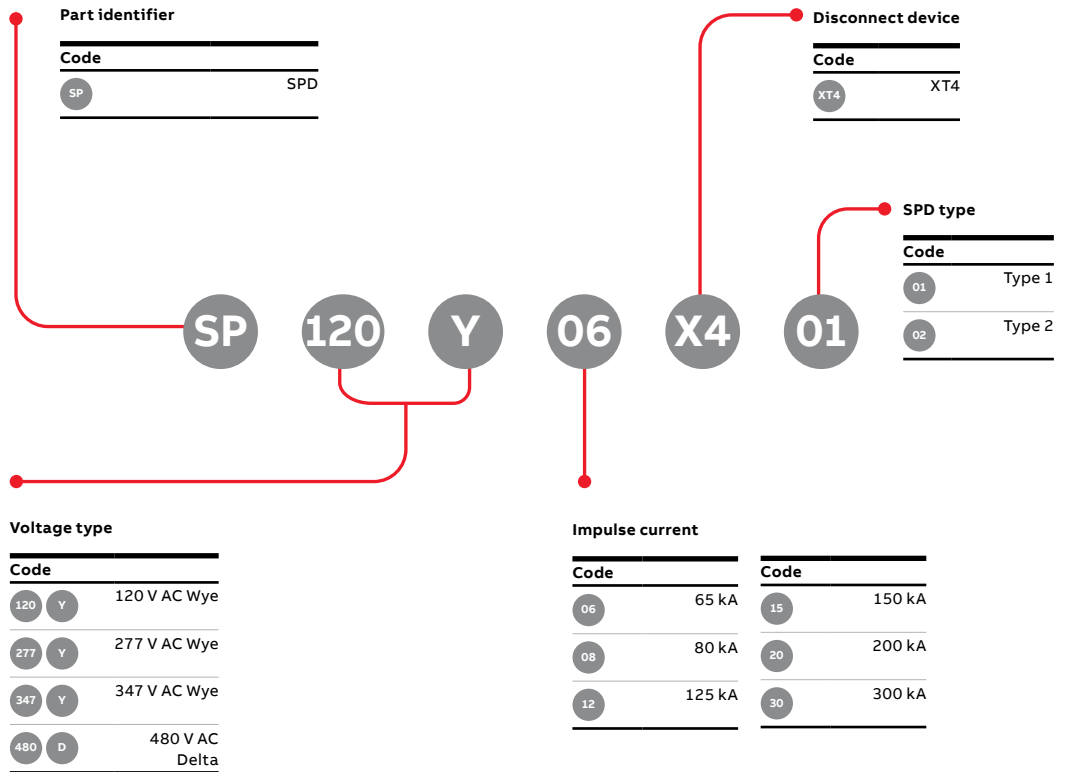 Part identifier
Code
SP SPD
Disconnect device
Code
XT4 XT4
SPD type
Code
01 Type 1
02 Type 2
SP 120 Y 06 X4 01
Voltage type
Code
120 Y 120 V AC Wye
277 Y 277 V AC Wye
347 Y 347 V AC Wye
480 D 480 V AC
Delta
Impulse current
Code
06 65 kA
08 80 kA
12 125 kA
Code
15 150 kA
20 200 kA
30 300 kA